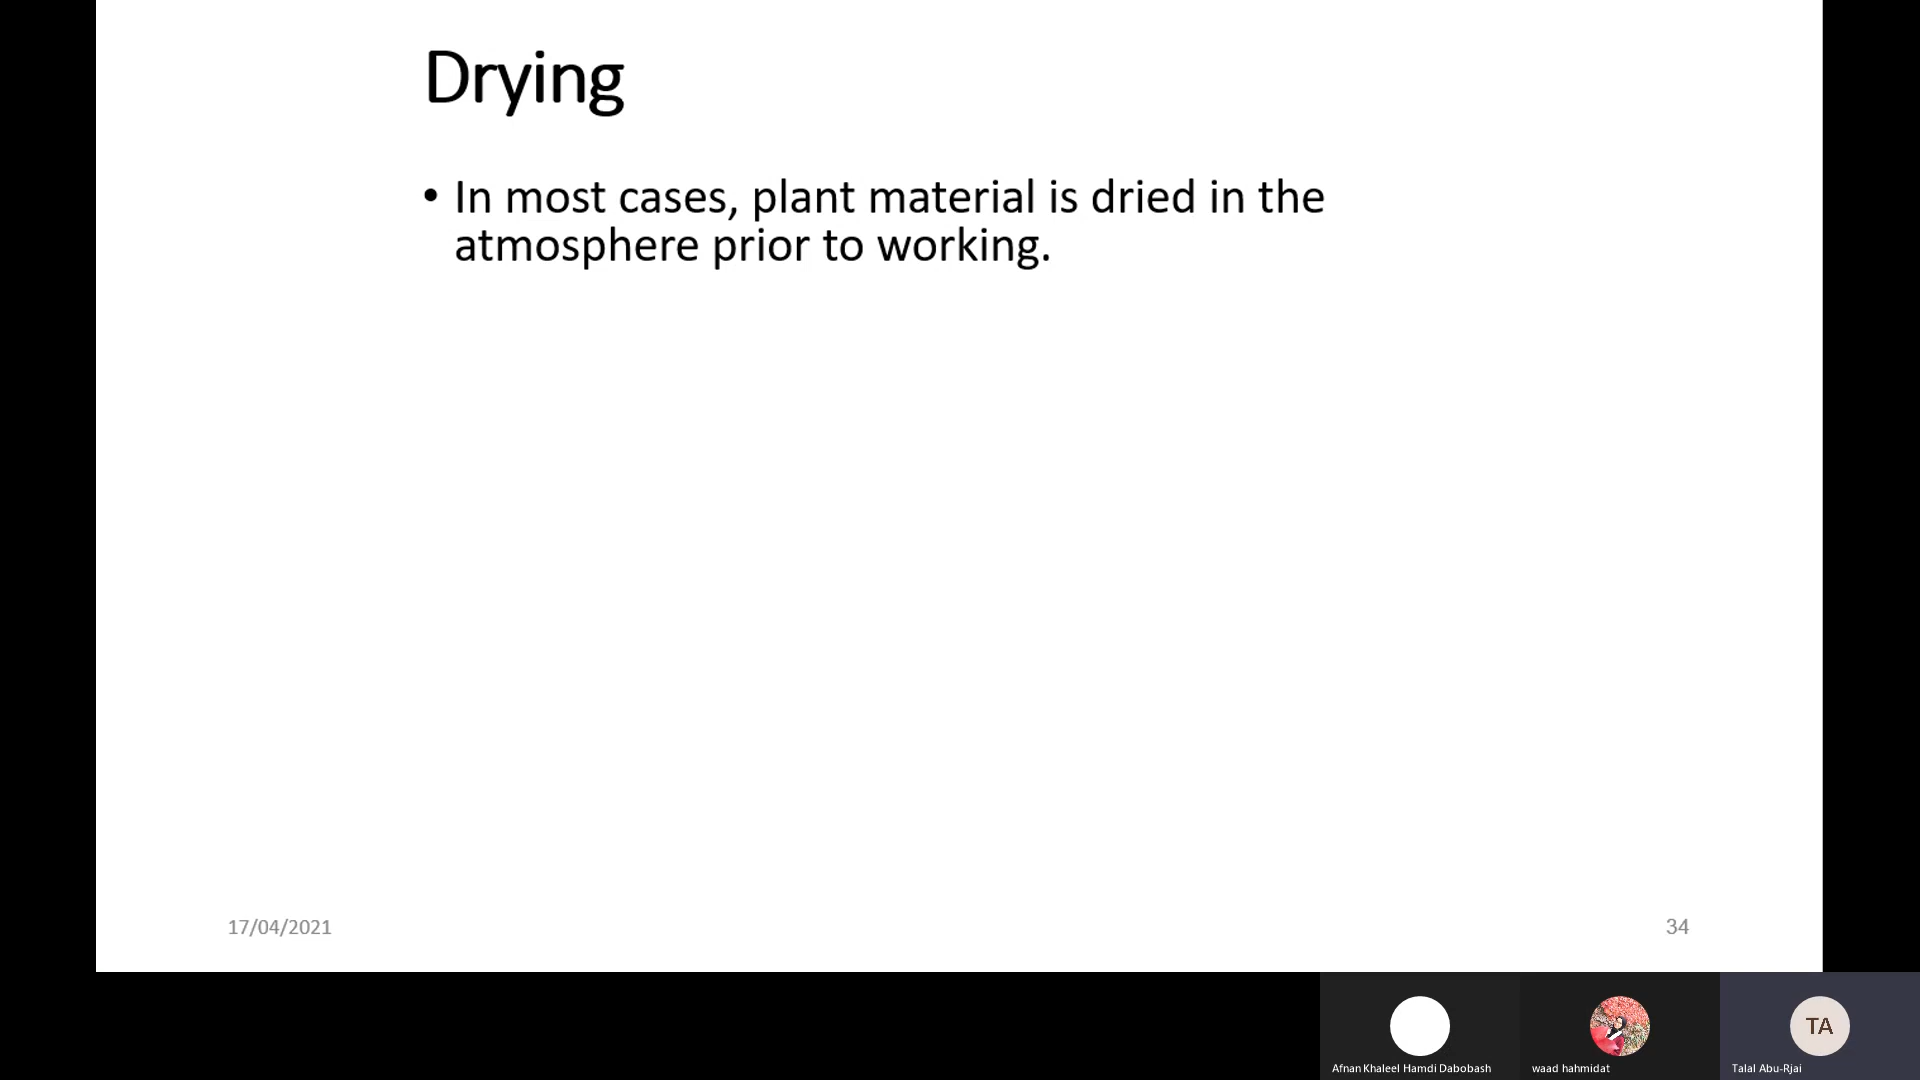 Drying
• In most cases, plant material is dried in the
atmosphere prior to working.
17/04/2021
34
TA
Afnan Khaleel Hamdi Dabobash
waad hahmidat
Talal Abu-Rjai